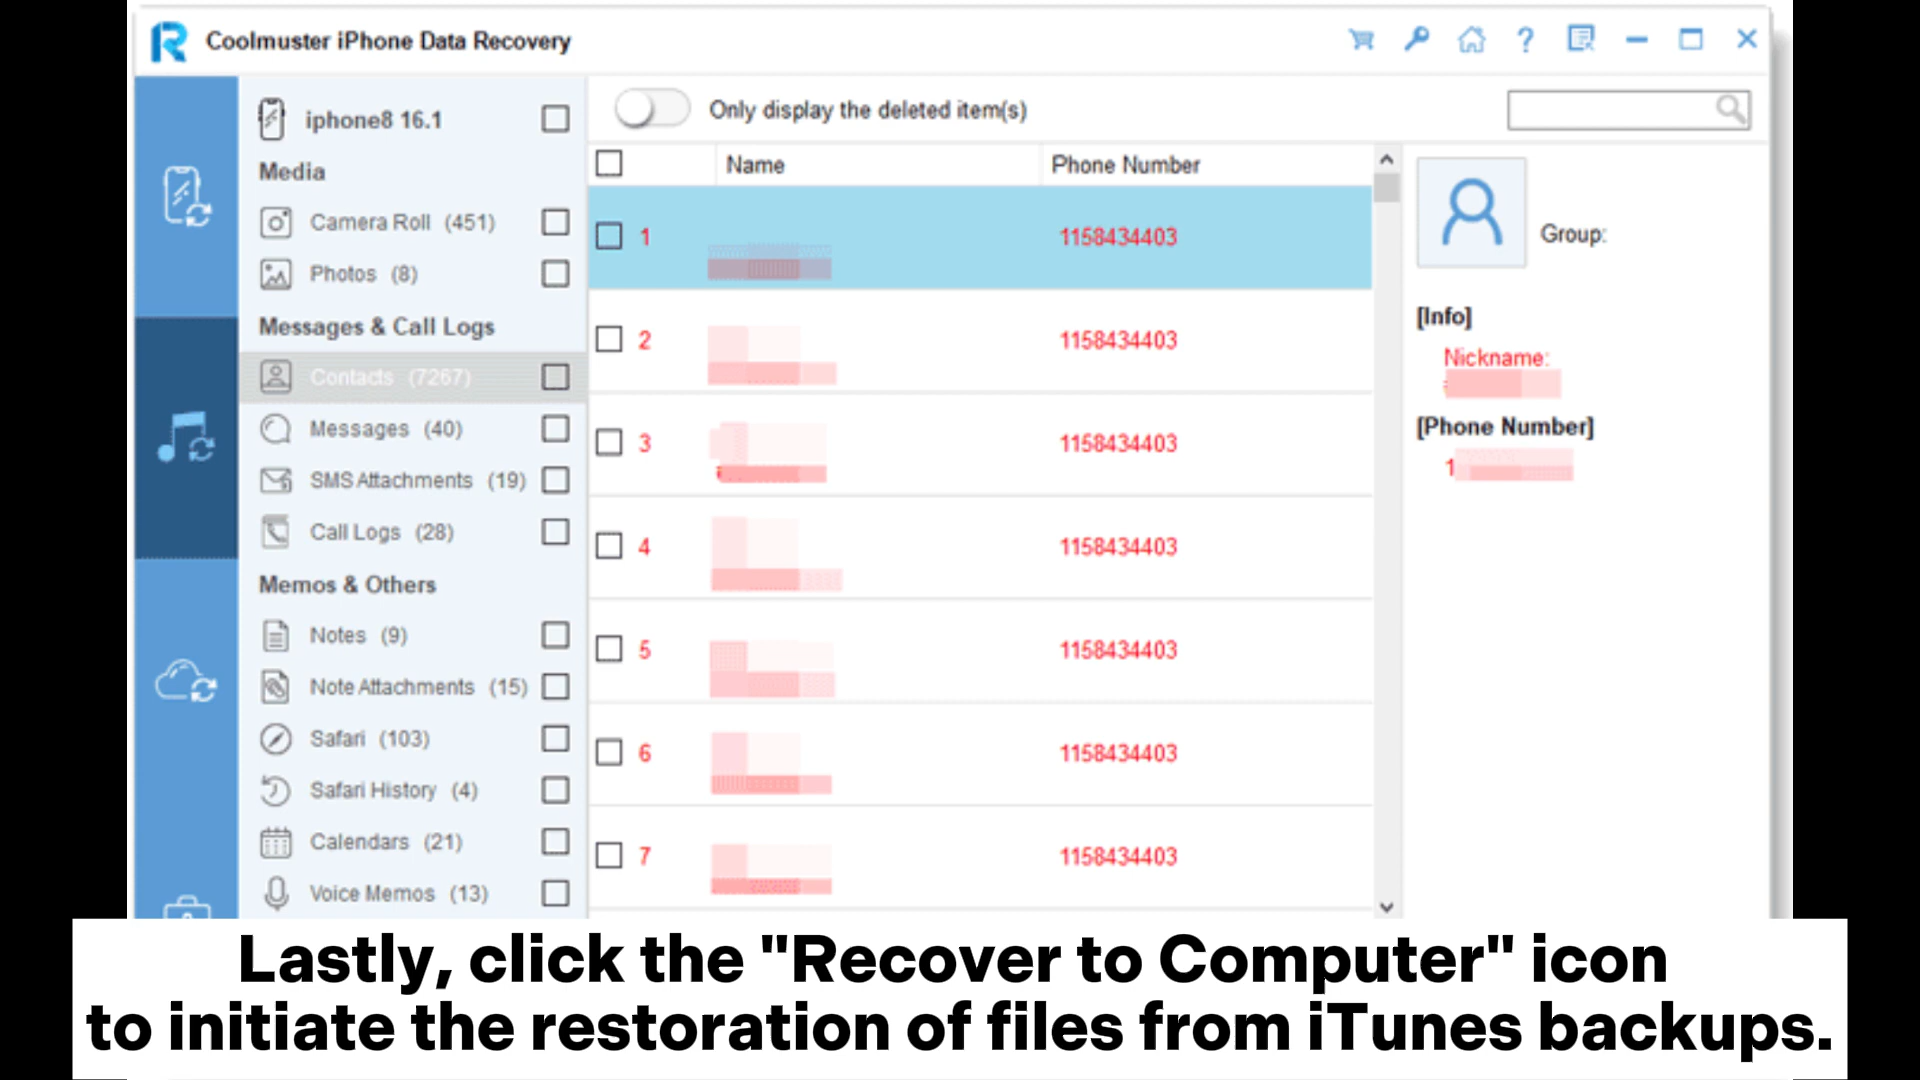 Coolmuster iPhone Data Recovery
iphone8 16.1
Media
Camera Roll (451)
Photos (8)
Messages & Call Logs
Contacts (7267)
Messages (40)
SMS Attachments (19)
Call Logs (28)
Memos & Others
Notes (9)
Note Attachments (15)
Safari (103)
Safari History (4)
Calendars (21)
Voice Memos (13)
Only display the deleted item(s)
Name Phone Number
1 1158434403
2 1158434403
3 1158434403
4 1158434403
5 1158434403
6 1158434403
7 1158434403
Group:
[Info]
Nickname:
[Phone Number]
1
Lastly, click the "Recover to Computer" icon
to initiate the restoration of files from iTunes backups.